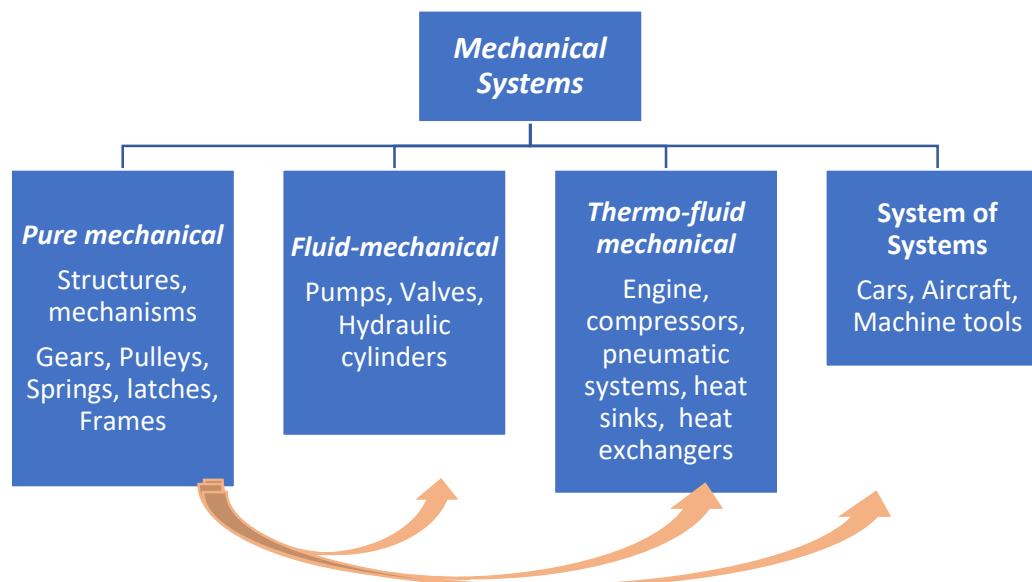 Mechanical
Systems
Pure mechanical
Structures,
mechanisms
Gears, Pulleys,
Springs, latches,
Frames
Fluid-mechanical
Pumps, Valves,
Hydraulic
cylinders
Thermo-fluid
mechanical
Engine,
compressors,
pneumatic
systems, heat
sinks, heat
exchangers
System of
Systems
Cars, Aircraft,
Machine tools